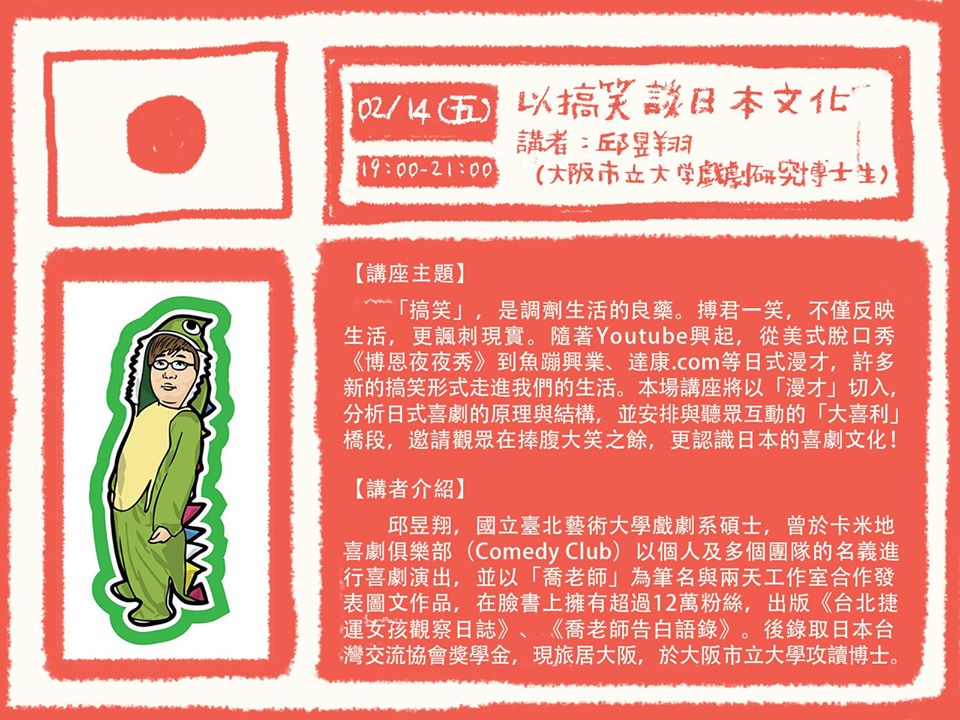 02/14(五)
19:00-21:00
以搞笑談日本文化
講者：邱昱翔
(大阪市立大学戲劇研究博士生)
【講座主題】
「搞笑」，是調劑生活的良藥。搏君一笑，不僅反映
生活，更諷刺現實。隨著Youtube興起，從美式脫口秀
《博恩夜夜秀》到魚蹦興業、達康.com等日式漫才，許多
新的搞笑形式走進我們的生活。本場講座將以「漫才」切入，
分析日式喜劇的原理與結構，並安排與聽眾互動的「大喜利」
橋段，邀請觀眾在捧腹大笑之餘，更認識日本的喜劇文化！
【講者介紹】
邱昱翔，國立臺北藝術大學戲劇系碩士，曾於卡米地
喜劇俱樂部（Comedy Club）以個人及多個團隊的名義進
行喜劇演出，並以「喬老師」為筆名與兩天工作室合作發
表圖文作品，在臉書上擁有超過12萬粉絲，出版《台北捷
運女孩觀察日誌》、《喬老師告白語錄》。後錄取日本台
灣交流協會獎學金，現旅居大阪，於大阪市立大學攻讀博士。